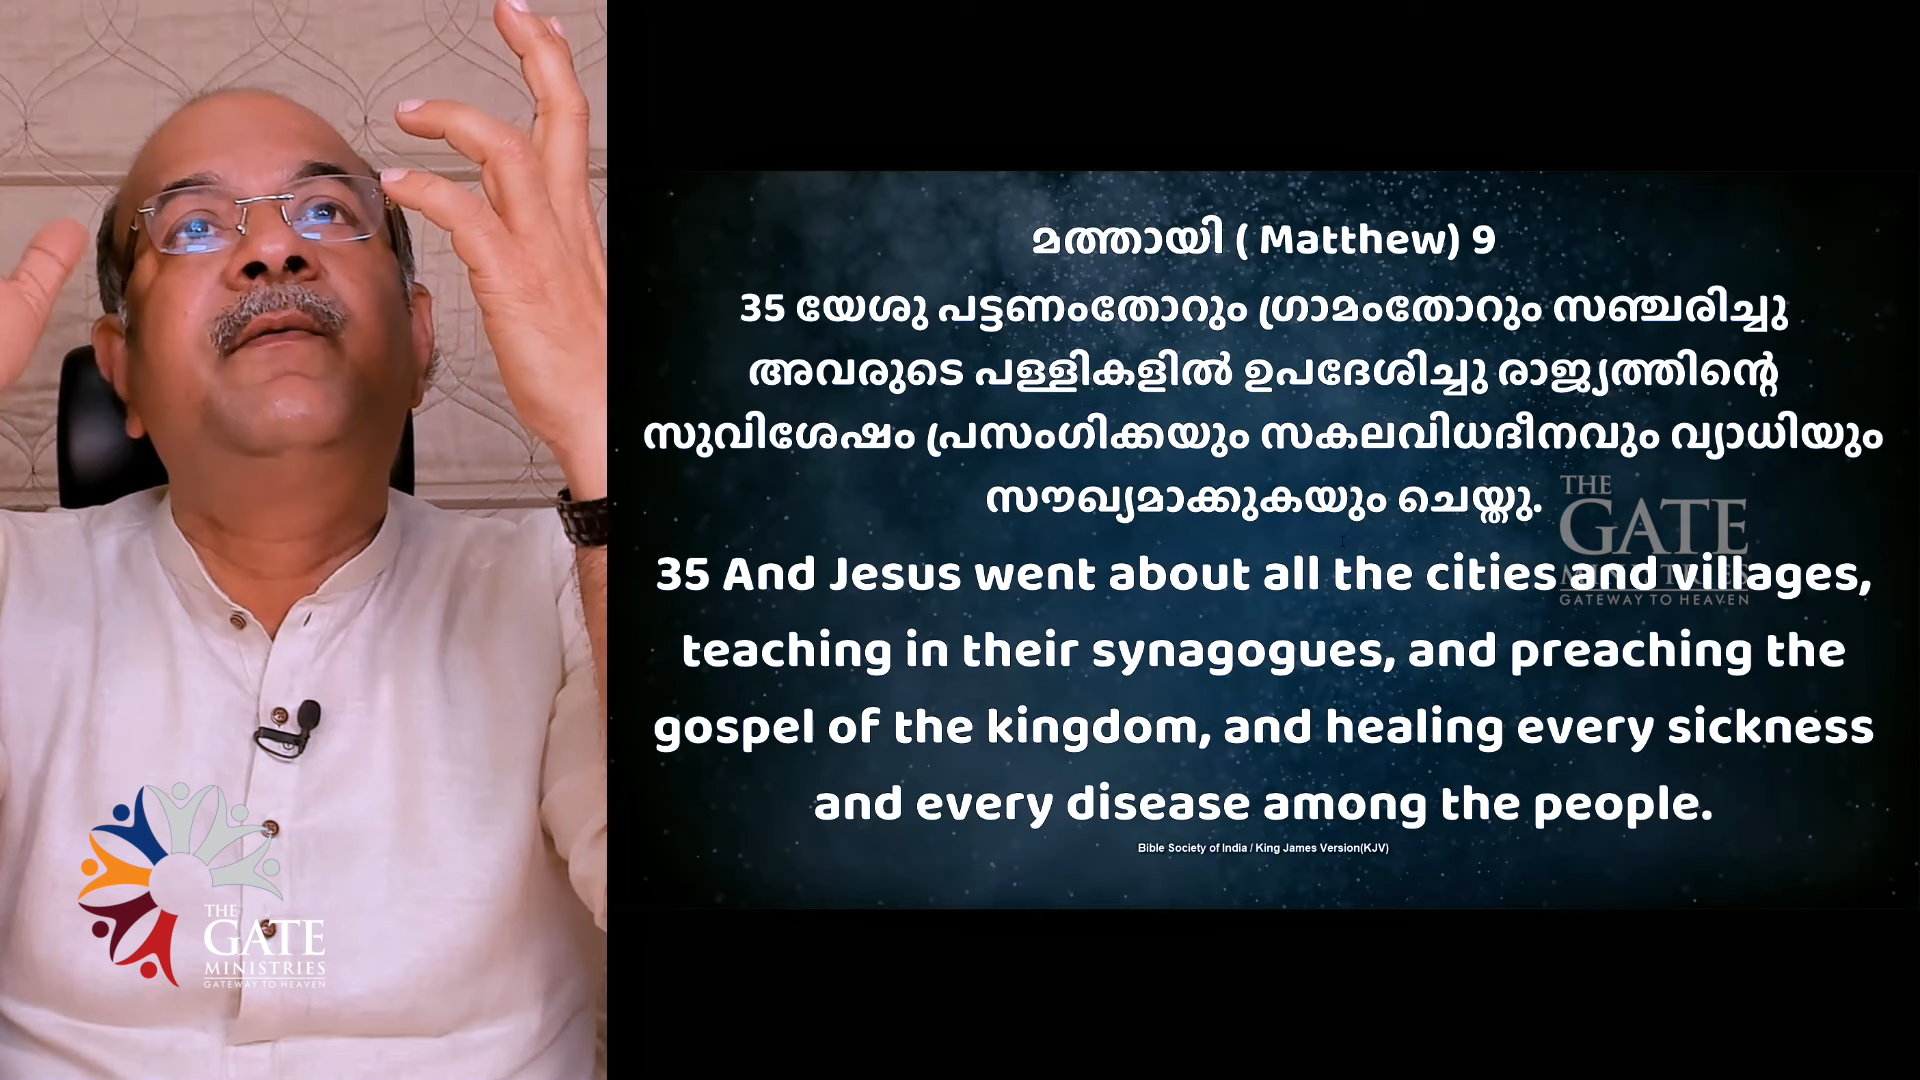 മത്തായി ( Matthew) 9
35 യേശു പട്ടണംതോറും ഗ്രാമംതോറും സഞ്ചരിച്ചു
അവരുടെ പള്ളികളിൽ ഉപദേശിച്ചു രാജ്യത്തിന്റെ
സുവിശേഷം പ്രസംഗിക്കയും സകലവിധദീനവും വ്യാധിയും
സൗഖ്യമാക്കുകയും ചെയ്തു.
35 And Jesus went about all the cities and villages,
teaching in their synagogues, and preaching the
gospel of the kingdom, and healing every sickness
and every disease among the people.
Bible Society of India / King James Version(KJV)
THE
GATE
MINISTRIES
GATEWAY TO HEAVEN
THE
GATE
MINISTRIES
GATEWAY TO HEAVEN